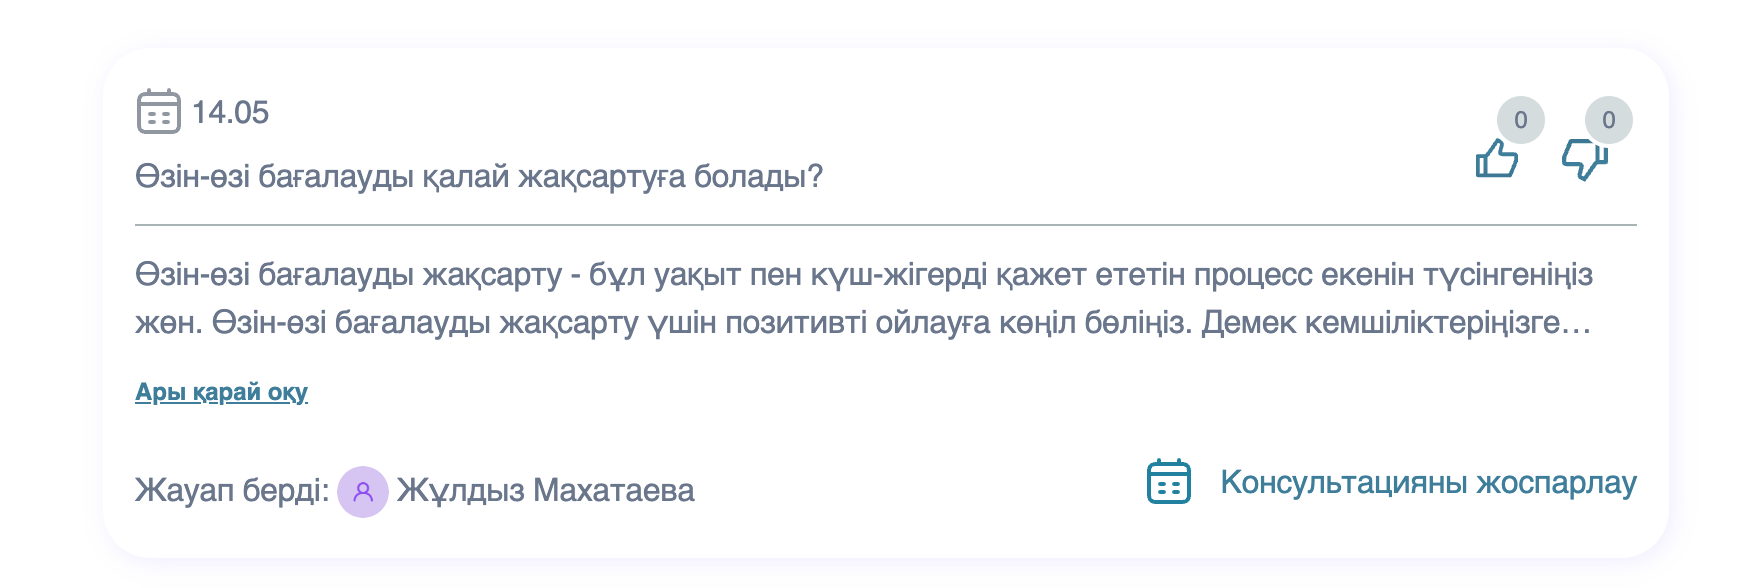 14.05
0
0
Өзін-өзі бағалауды қалай жақсартуға болады?
Өзін-өзі бағалауды жақсарту - бұл уақыт пен күш-жігерді қажет ететін процесс екенін түсінгеніңіз
жөн. Өзін-өзі бағалауды жақсарту үшін позитивті ойлауға көңіл бөліңіз. Демек кемшіліктеріңізге…
Ары қарай оқу
Жауап берді: Жұлдыз Махатаева
Консультацияны жоспарлау